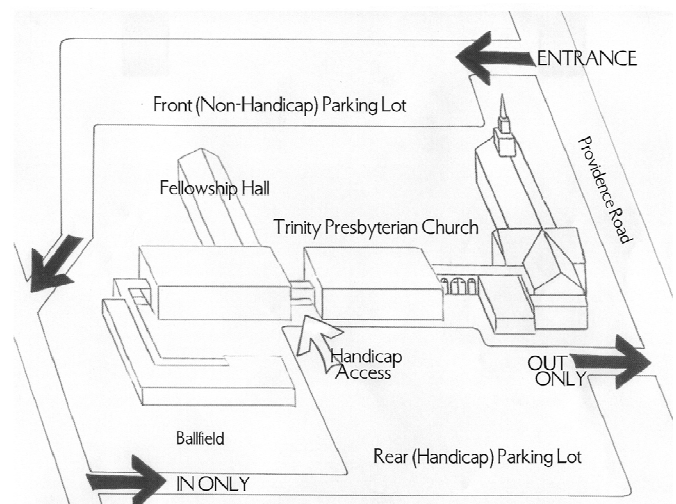 ENTRANCE
Front (Non-Handicap) Parking Lot
Providence Road
Fellowship Hall
Trinity Presbyterian Church
Handicap
Access
OUT
ONLY
Ballfield
Rear (Handicap) Parking Lot
IN ONLY